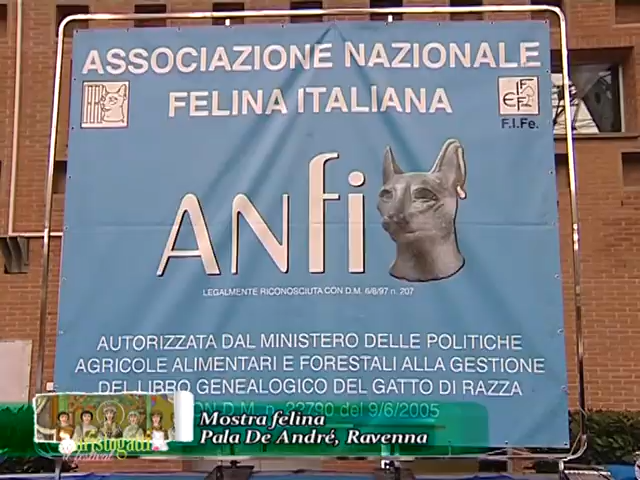 ASSOCIAZIONE NAZIONALE
FELINA ITALIANA
F.I.Fe.
ANfi
LEGALMENTE RICONOSCIUTA CON D.M. 6/8/97 n. 207
AUTORIZZATA DAL MINISTERO DELLE POLITICHE
AGRICOLE ALIMENTARI E FORESTALI ALLA GESTIONE
DEL LIBRO GENEALOGICO DEL GATTO DI RAZZA
CON D.M. n. 22790 del 9/6/2005
Mostra felina
Pala De André, Ravenna